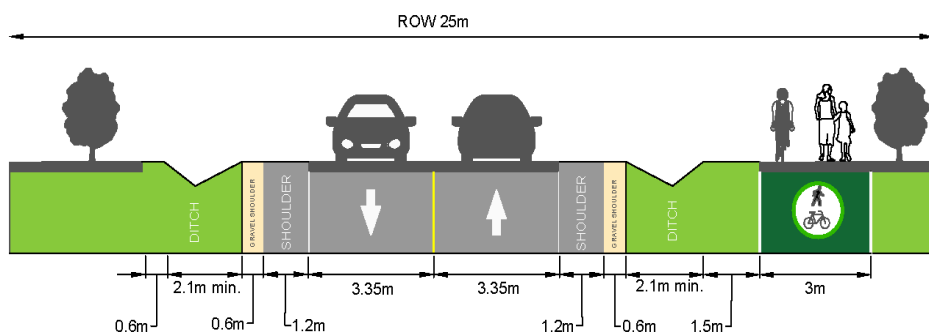 ROW 25m
DITCH
GRAVEL SHOULDER
SHOULDER
SHOULDER
GRAVEL SHOULDER
DITCH
2.1m min.
3.35m
3.35m
2.1m min.
3m
0.6m
0.6m
1.2m
1.2m
0.6m
1.5m